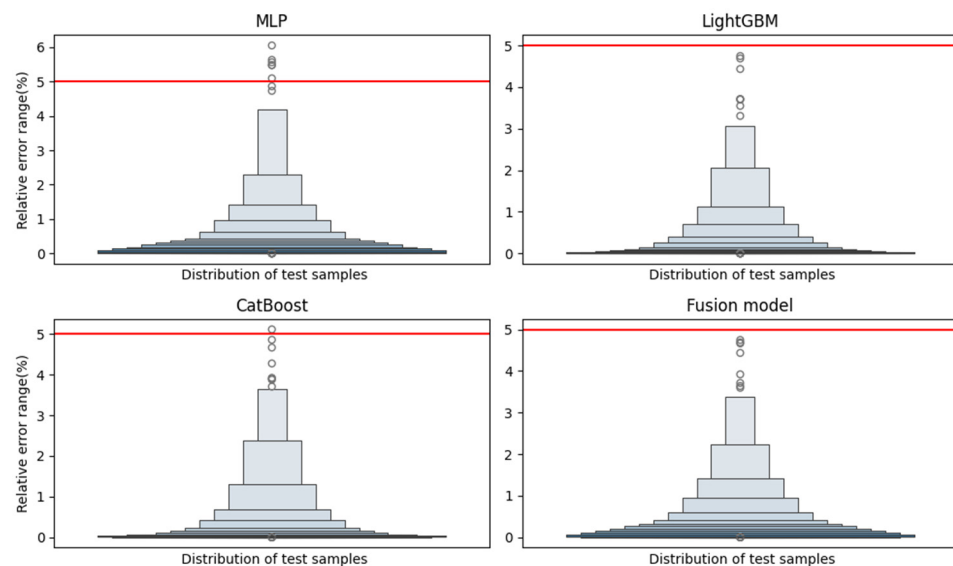 MLP
Relative error range(%)
6
5
4
3
2
1
0
Distribution of test samples
LightGBM
5
4
3
2
1
0
Distribution of test samples
CatBoost
Relative error range(%)
5
4
3
2
1
0
Distribution of test samples
Fusion model
5
4
3
2
1
0
Distribution of test samples